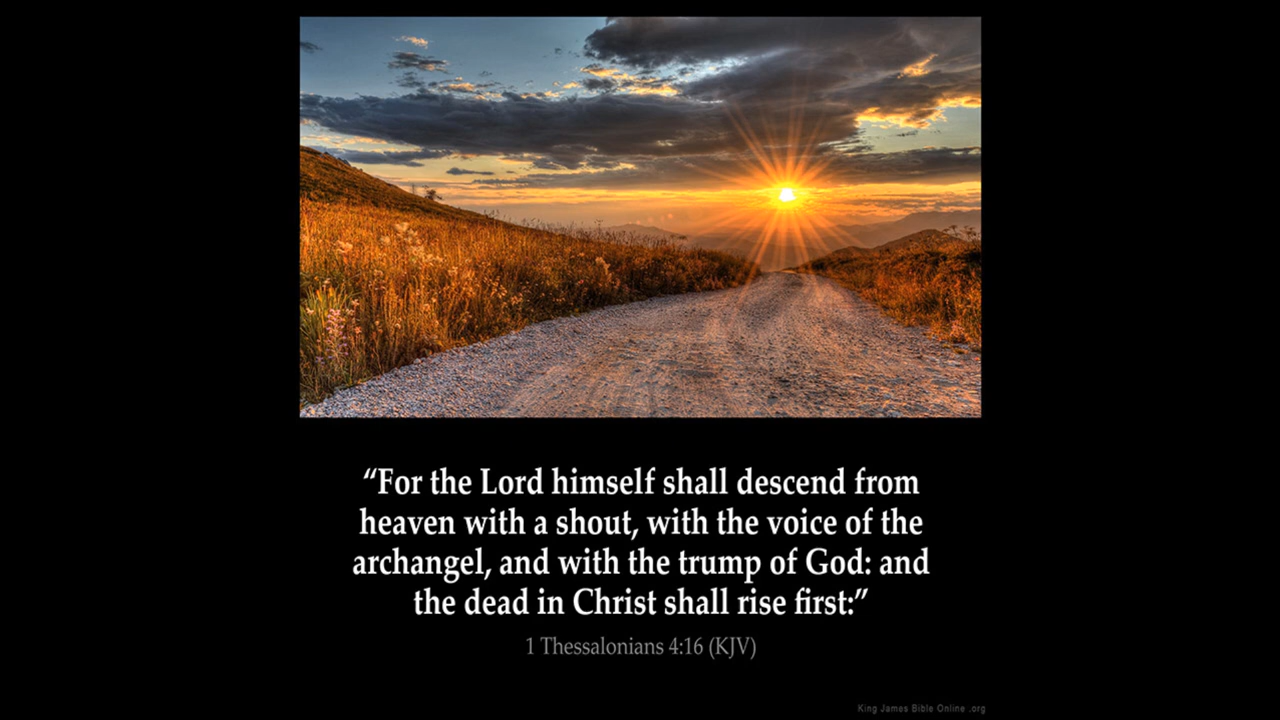 “For the Lord himself shall descend from
heaven with a shout, with the voice of the
archangel, and with the trump of God: and
the dead in Christ shall rise first:”
1 Thessalonians 4:16 (KJV)
King James Bible Online .org